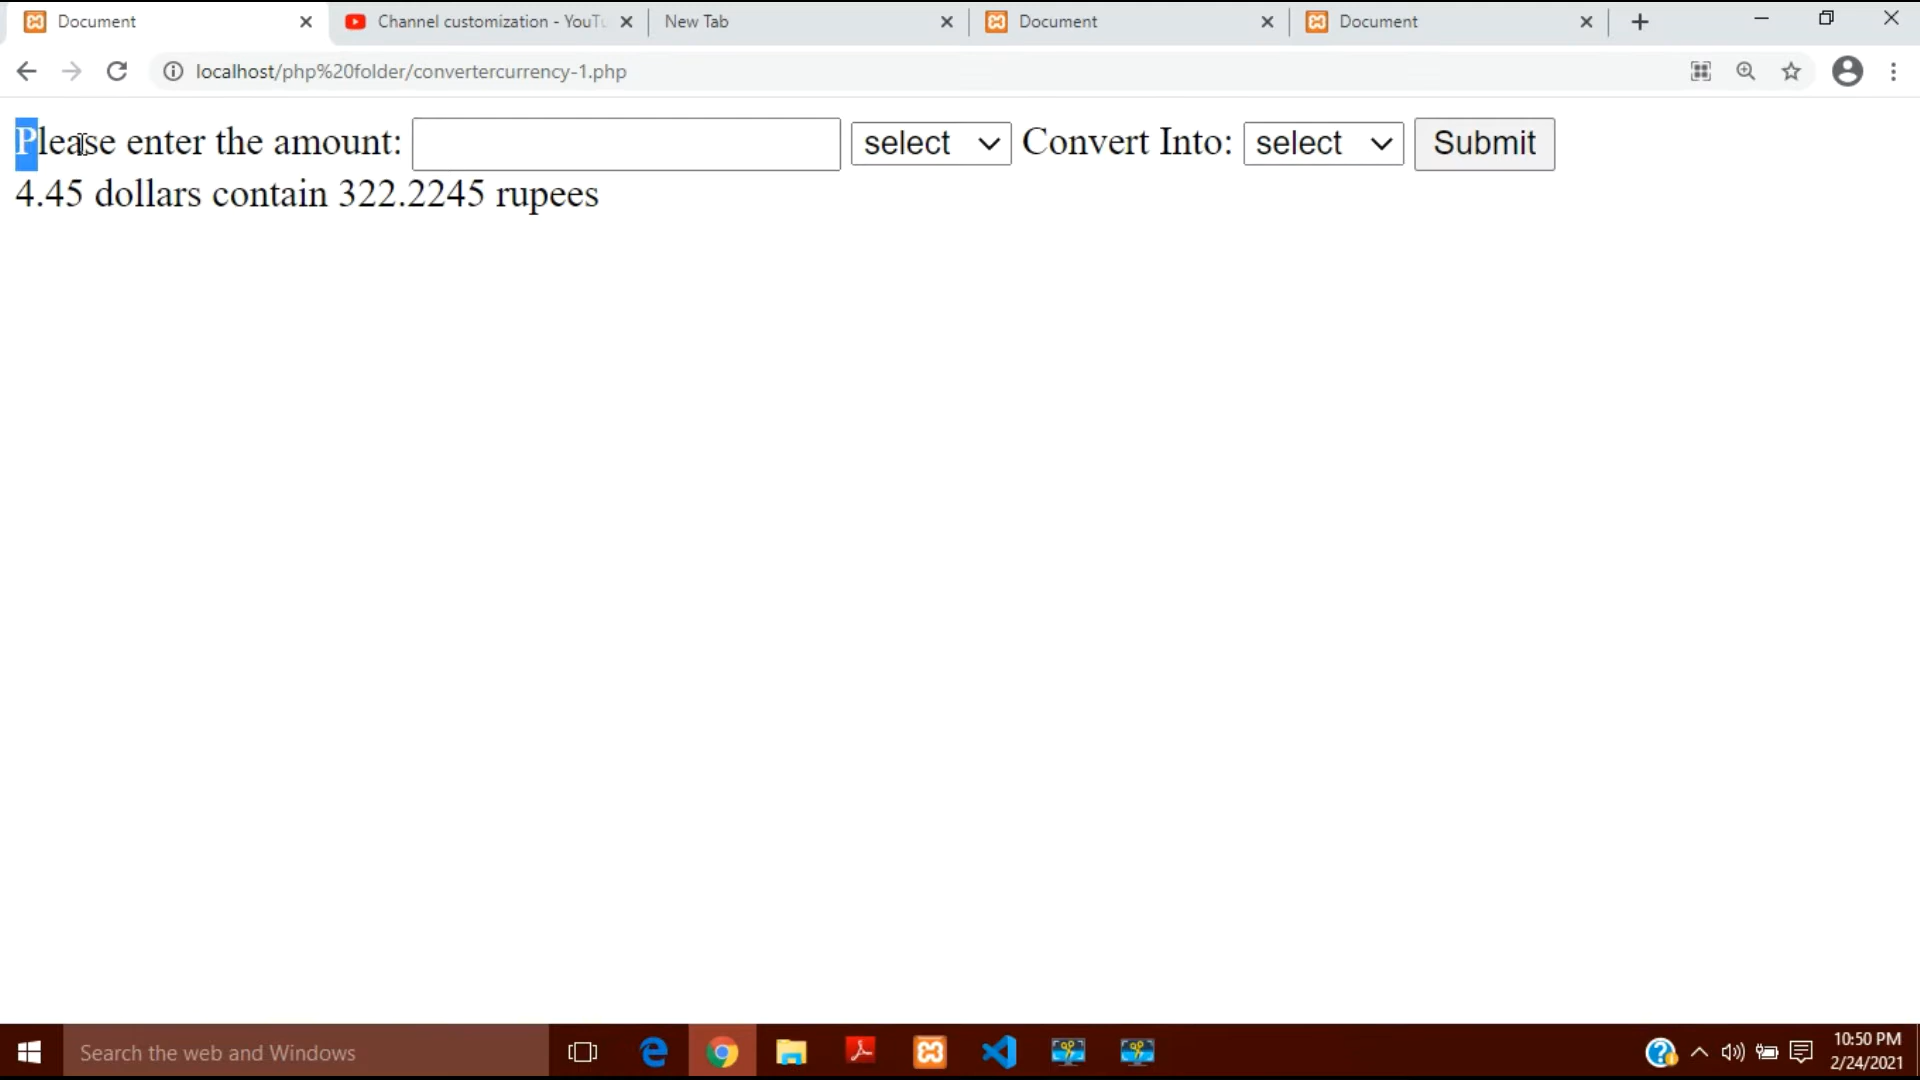 Document
Channel customization - YouTu
New Tab
Document
Document
localhost/php%20folder/convertercurrency-1.php
Please enter the amount: select Convert Into: select Submit
4.45 dollars contain 322.2245 rupees
Search the web and Windows
10:50 PM
2/24/2021